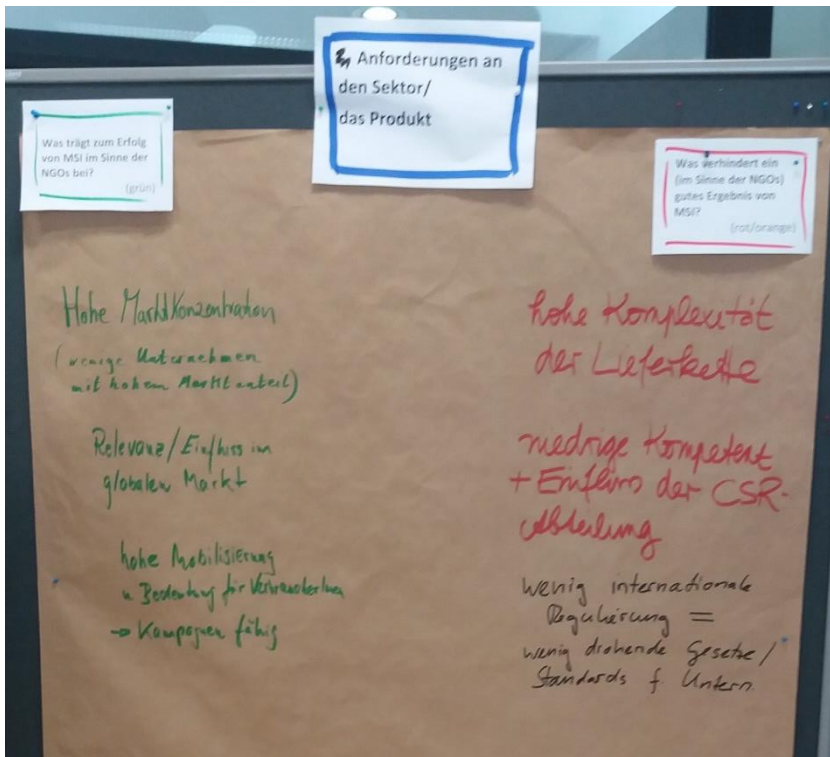 Anforderungen an
den Sektor/
das Produkt
Was trägt zum Erfolg
von MSI im Sinne der
NGOs bei?
(grün)
Was verhindert ein
(im Sinne der NGOs)
gutes Ergebnis von
MSI?
(rot/orange)
Hohe Marktkonzentration
(wenige Unternehmen
mit hohem Marktanteil)
Relevanz/Einfluss im
globalen Markt
hohe Mobilisierung
u Bedeutung für VerbraucherInnen
→ Kampagnen fähig
hohe Komplexität
der Lieferkette
niedrige Kompetenz
+ Einfluss der CSR-
Abteilung
wenig internationale
Regulierung =
wenig drohende Gesetze/
Standards f. Untern.